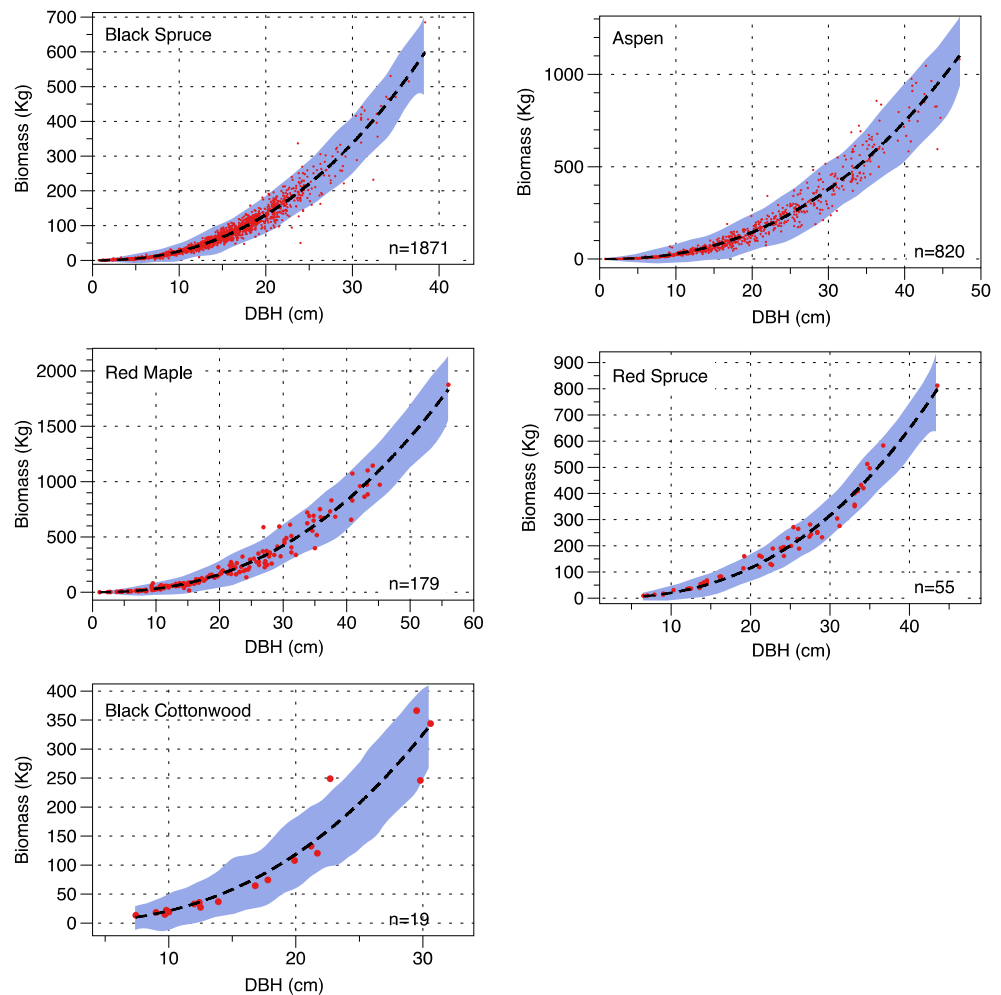 Black Spruce
Biomass (Kg)
700
600
500
400
300
200
100
0
n=1871
0 10 20 30 40
DBH (cm)
Aspen
Biomass (Kg)
1000
500
0
n=820
0 10 20 30 40 50
DBH (cm)
Red Maple
Biomass (Kg)
2000
1500
1000
500
0
n=179
0 10 20 30 40 50 60
DBH (cm)
Red Spruce
Biomass (Kg)
900
800
700
600
500
400
300
200
100
0
n=55
10 20 30 40
DBH (cm)
Black Cottonwood
Biomass (Kg)
400
350
300
250
200
150
100
50
0
n=19
10 20 30
DBH (cm)